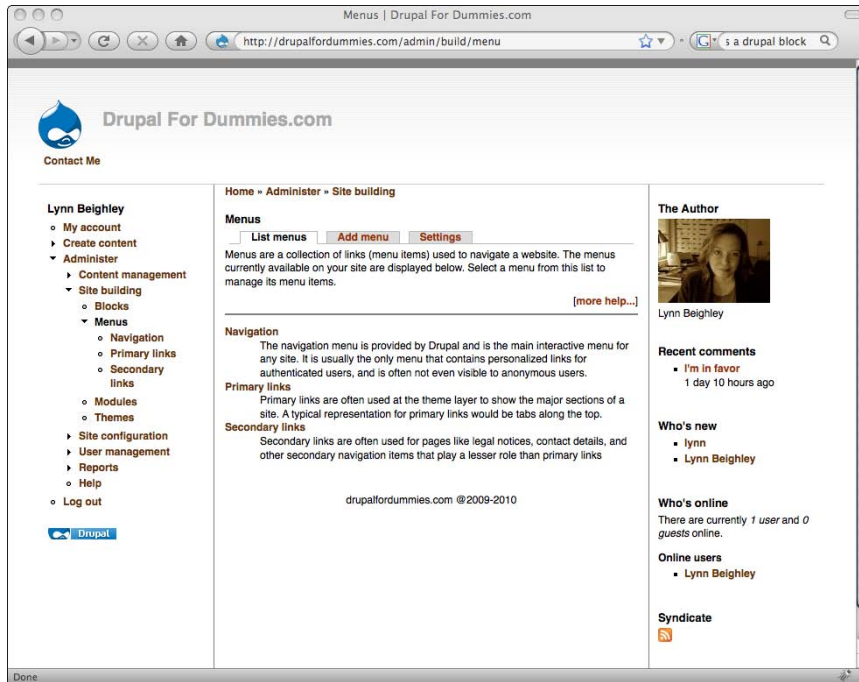 Menus | Drupal For Dummies.com
http://drupalfordummies.com/admin/build/menu
s a drupal block
Drupal For Dummies.com
Contact Me
Lynn Beighley
My account
Create content
Administer
Content management
Site building
Blocks
Menus
Navigation
Primary links
Secondary
links
Modules
Themes
Site configuration
User management
Reports
Help
Log out
Drupal
Home » Administer » Site building
Menus
List menus Add menu Settings
Menus are a collection of links (menu items) used to navigate a website. The menus
currently available on your site are displayed below. Select a menu from this list to
manage its menu items.
[more help...]
Navigation
The navigation menu is provided by Drupal and is the main interactive menu for
any site. It is usually the only menu that contains personalized links for
authenticated users, and is often not even visible to anonymous users.
Primary links
Primary links are often used at the theme layer to show the major sections of a
site. A typical representation for primary links would be tabs along the top.
Secondary links
Secondary links are often used for pages like legal notices, contact details, and
other secondary navigation items that play a lesser role than primary links
drupalfordummies.com @2009-2010
The Author
Lynn Beighley
Recent comments
I'm in favor
1 day 10 hours ago
Who's new
lynn
Lynn Beighley
Who's online
There are currently 1 user and 0
guests online.
Online users
Lynn Beighley
Syndicate
Done